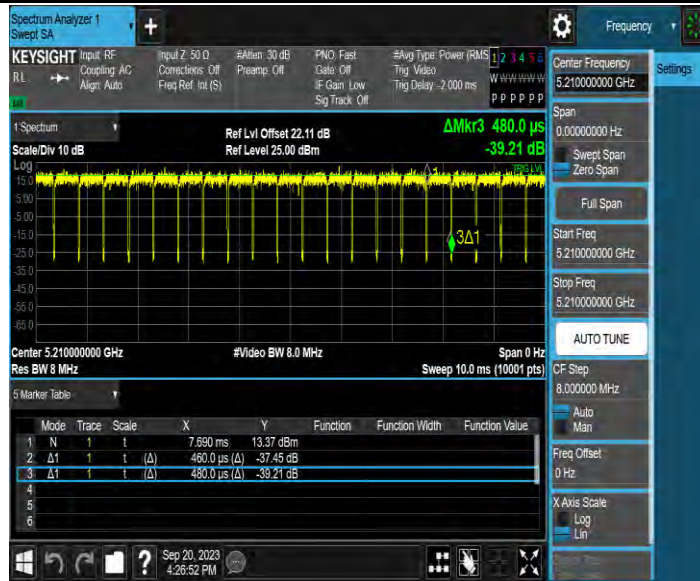 Spectrum Analyzer 1
Swept SA
Frequency
KEYSIGHT
RL
Input: RF
Coupling: AC
Align: Auto
Input Z: 50 Ω
Corrections: Off
Freq Ref: Int (S)
#Atten: 30 dB
Preamp: Off
PNO: Fast
Gate: Off
IF Gain: Low
Sig Track: Off
#Avg Type: Power (RMS
Trig: Video
Trig Delay: -2.000 ms
1 2 3 4 5 6
W W W W W W
P P P P P P
Settings
Center Frequency
5.210000000 GHz
Span
0.00000000 Hz
Swept Span
Zero Span
Full Span
Start Freq
5.210000000 GHz
Stop Freq
5.210000000 GHz
AUTO TUNE
CF Step
8.000000 MHz
Auto
Man
Freq Offset
0 Hz
X Axis Scale
Log
Lin
1 Spectrum
Scale/Div 10 dB
Ref Lvl Offset 22.11 dB
Ref Level 25.00 dBm
ΔMkr3 480.0 µs
-39.21 dB
Log
TRIG LVL
15.0
5.00
-5.00
-15.0
-25.0
-35.0
-45.0
-55.0
-65.0
3Δ1
Center 5.210000000 GHz
Res BW 8 MHz
#Video BW 8.0 MHz
Span 0 Hz
Sweep 10.0 ms (10001 pts)
5 Marker Table
Mode Trace Scale X Y Function Function Width Function Value
1 N 1 t 7.690 ms 13.37 dBm
2 Δ1 1 t (Δ) 460.0 µs (Δ) -37.45 dB
3 Δ1 1 t (Δ) 480.0 µs (Δ) -39.21 dB
4
5
6
Sep 20, 2023
4:26:52 PM